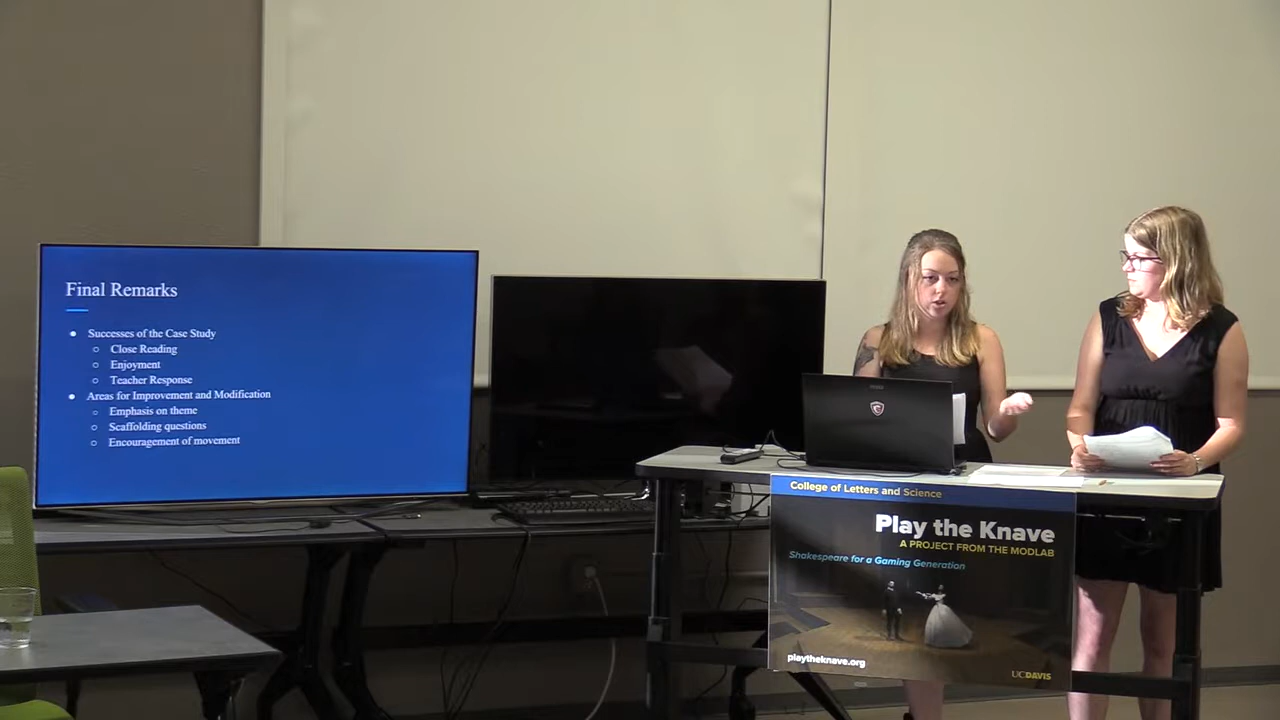 Final Remarks
● Successes of the Case Study
○ Close Reading
○ Enjoyment
○ Teacher Response
● Areas for Improvement and Modification
○ Emphasis on theme
○ Scaffolding questions
○ Encouragement of movement
College of Letters and Science
Play the Knave
A PROJECT FROM THE MODLAB
Shakespeare for a Gaming Generation
playtheknave.org
UCDAVIS